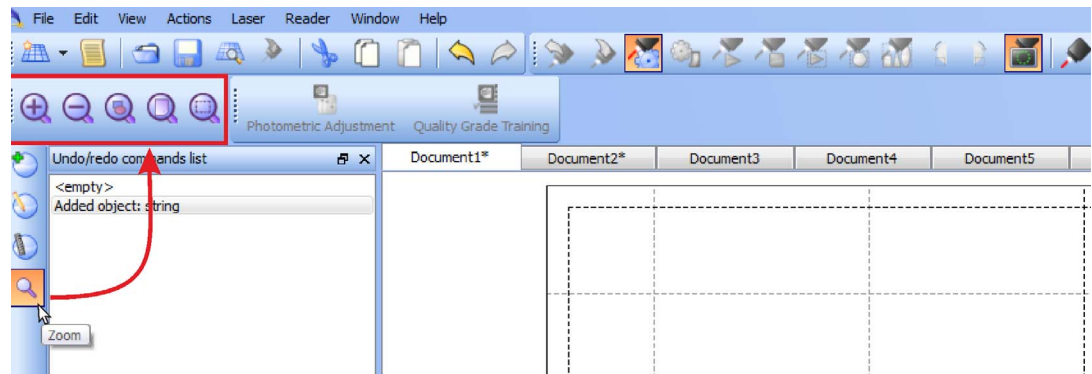 File Edit View Actions Laser Reader Window Help
Photometric Adjustment Quality Grade Training
Undo/redo commands list Document1* Document2* Document3 Document4 Document5
<empty>
Added object: string
Zoom